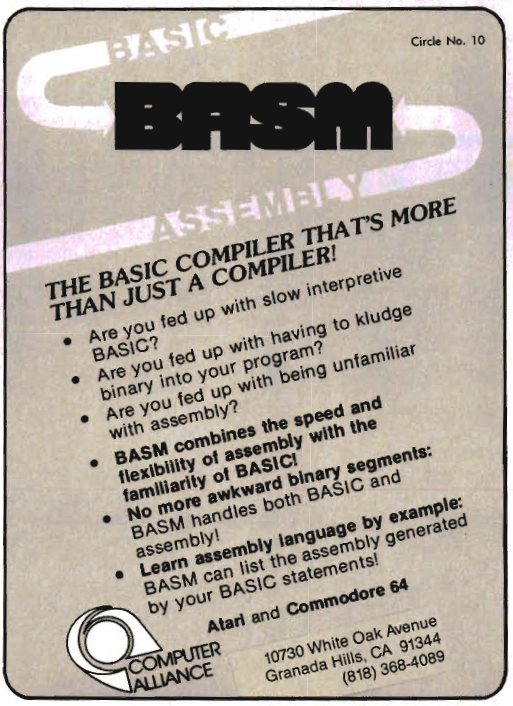 Circle No. 10
BASIC
BASM
ASSEMBLY
THE BASIC COMPILER THAT'S MORE
THAN JUST A COMPILER!
• Are you fed up with slow interpretive
BASIC?
• Are you fed up with having to kludge
binary into your program?
• Are you fed up with being unfamiliar
with assembly?
• BASM combines the speed and
flexibility of assembly with the
familiarity of BASIC!
• No more awkward binary segments:
BASM handles both BASIC and
assembly!
• Learn assembly language by example:
BASM can list the assembly generated
by your BASIC statements!
Atari and Commodore 64
COMPUTER
ALLIANCE
10730 White Oak Avenue
Granada Hills, CA 91344
(818) 368-4089